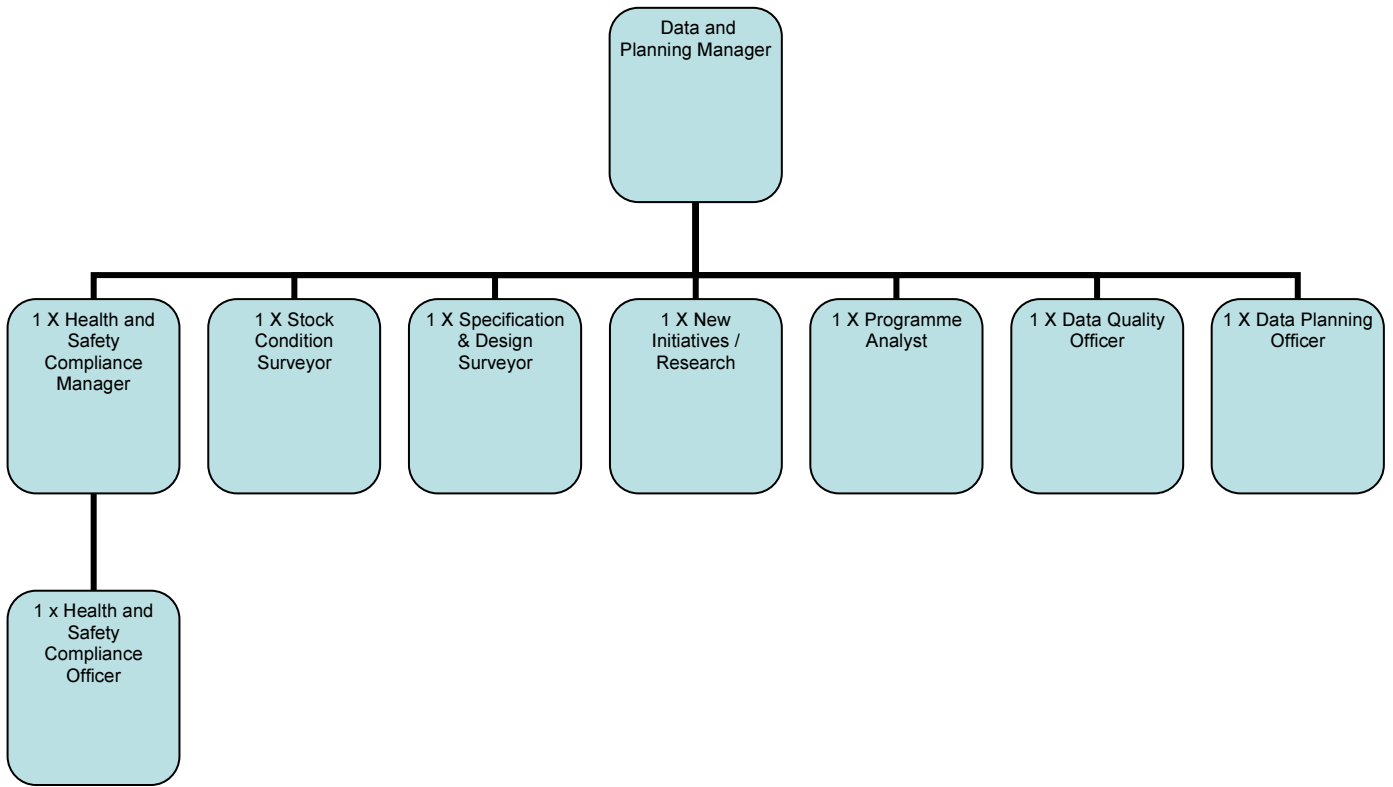 Data and
Planning Manager
1 X Health and
Safety
Compliance
Manager
1 X Stock
Condition
Surveyor
1 X Specification
& Design
Surveyor
1 X New
Initiatives /
Research
1 X Programme
Analyst
1 X Data Quality
Officer
1 X Data Planning
Officer
1 x Health and
Safety
Compliance
Officer